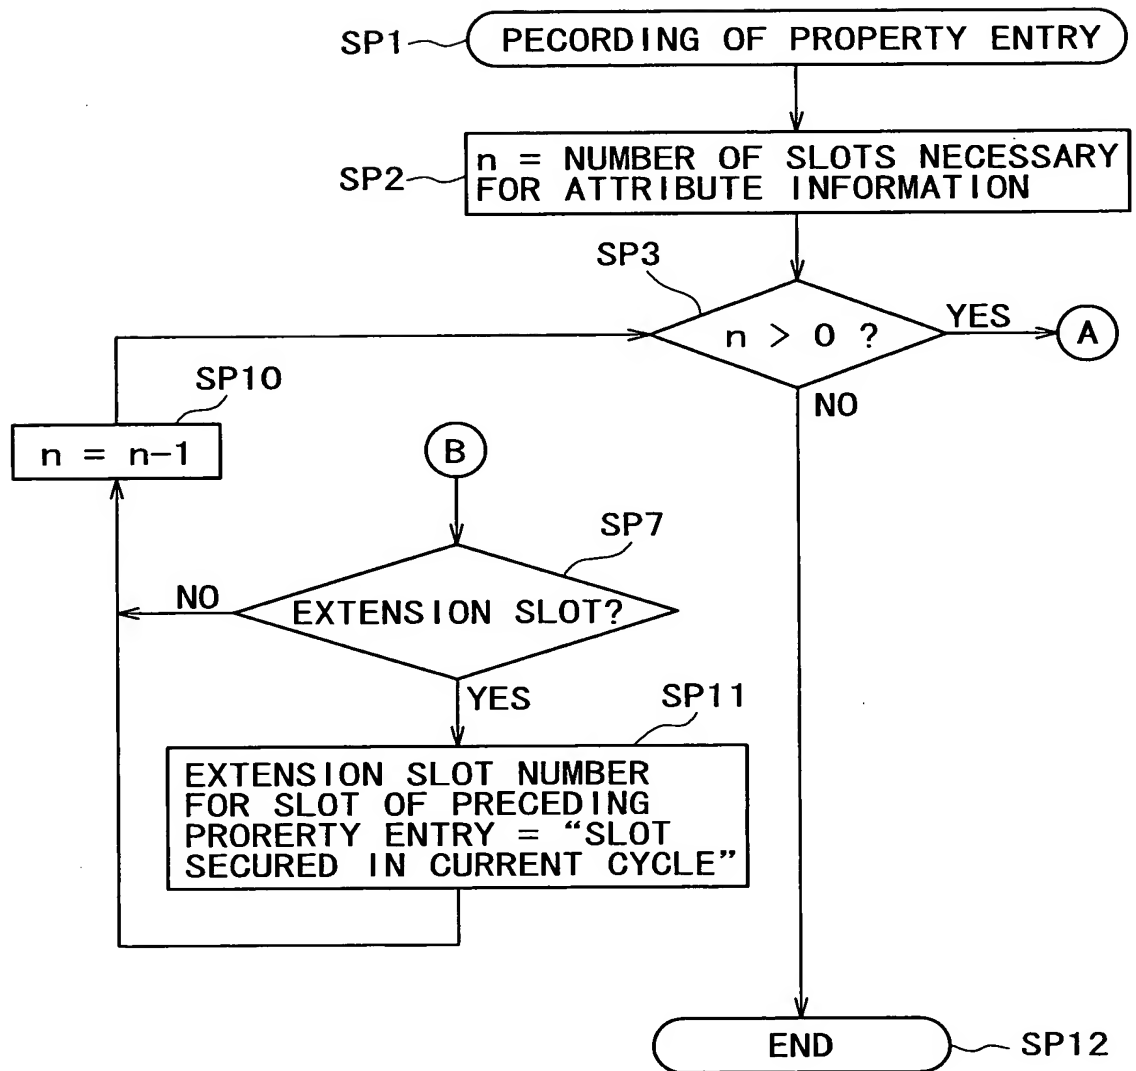 SP1
PECORDING OF PROPERTY ENTRY
SP2
n = NUMBER OF SLOTS NECESSARY
FOR ATTRIBUTE INFORMATION
SP3
n > 0 ?
YES
A
NO
SP10
n = n-1
B
SP7
NO
EXTENSION SLOT?
YES
SP11
EXTENSION SLOT NUMBER
FOR SLOT OF PRECEDING
PRORERTY ENTRY = “SLOT
SECURED IN CURRENT CYCLE”
END
SP12